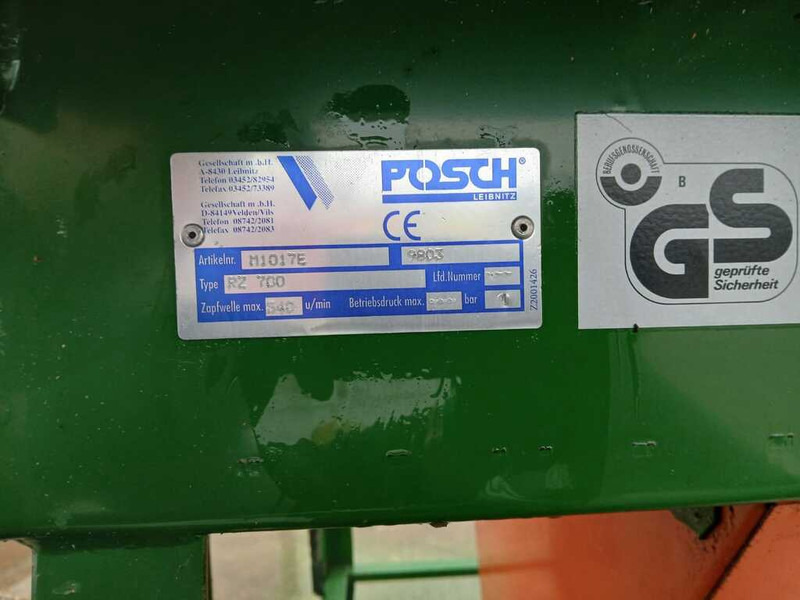 Gesellschaft m .b.H.
A-8430 Leibnitz
Telefon 03452/82954
Telefax 03452/73389
Gesellschaft m .b.H.
D-84149Velden/Vils
Telefon 08742/2081
Telefax 08742/2083
POSCH®
LEIBNITZ
CE
Artikelnr. M1017E 9803
Type RZ 700 Lfd.Nummer ---
Zapfwelle max. 540 u/min Betriebsdruck max. --- bar 1
Z2001426
BERUFSGENOSSENSCHAFT
B
GS
geprüfte
Sicherheit